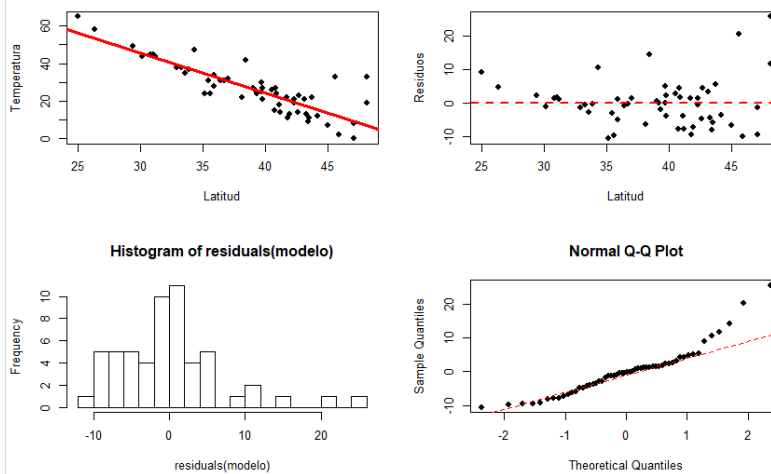 Temperatura
0 20 40 60
25 30 35 40 45
Latitud
Residuos
-10 0 10 20
25 30 35 40 45
Latitud
Histogram of residuals(modelo)
Frequency
0 2 4 6 8 10
-10 0 10 20
residuals(modelo)
Normal Q-Q Plot
Sample Quantiles
-10 0 10 20
-2 -1 0 1 2
Theoretical Quantiles